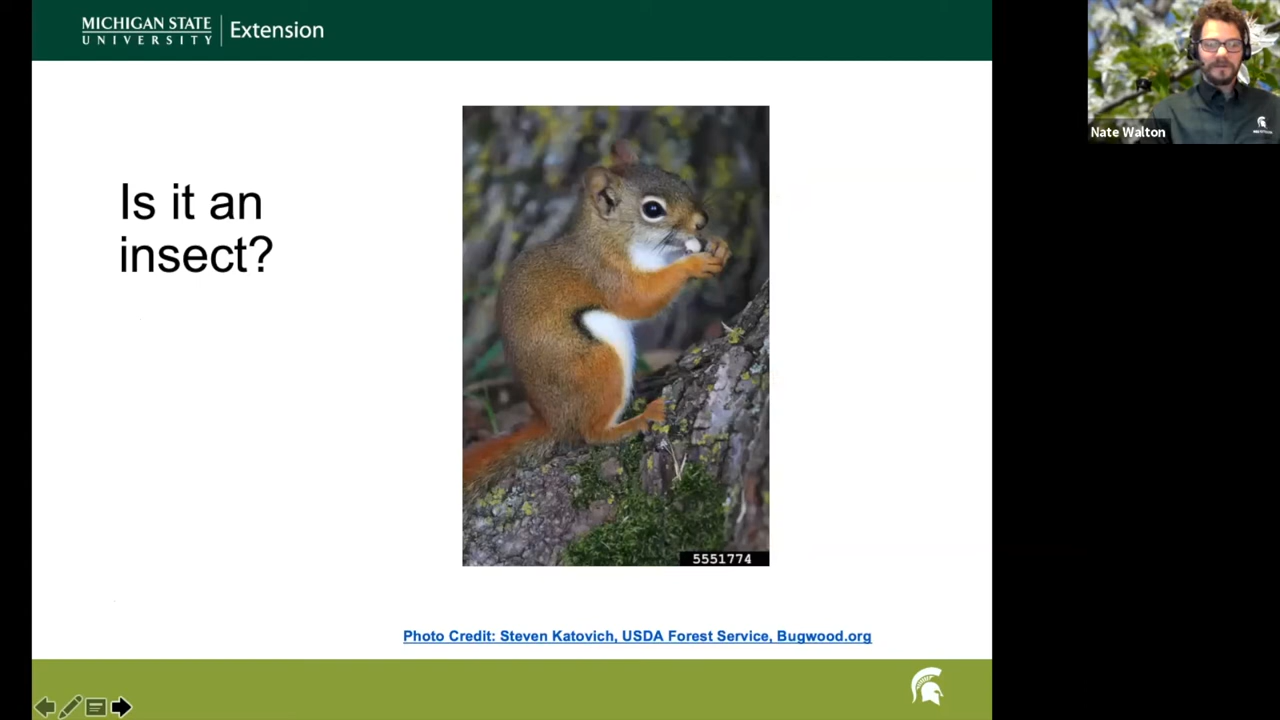 MICHIGAN STATE
UNIVERSITY
Extension
Nate Walton
Is it an
insect?
5551774
Photo Credit: Steven Katovich, USDA Forest Service, Bugwood.org